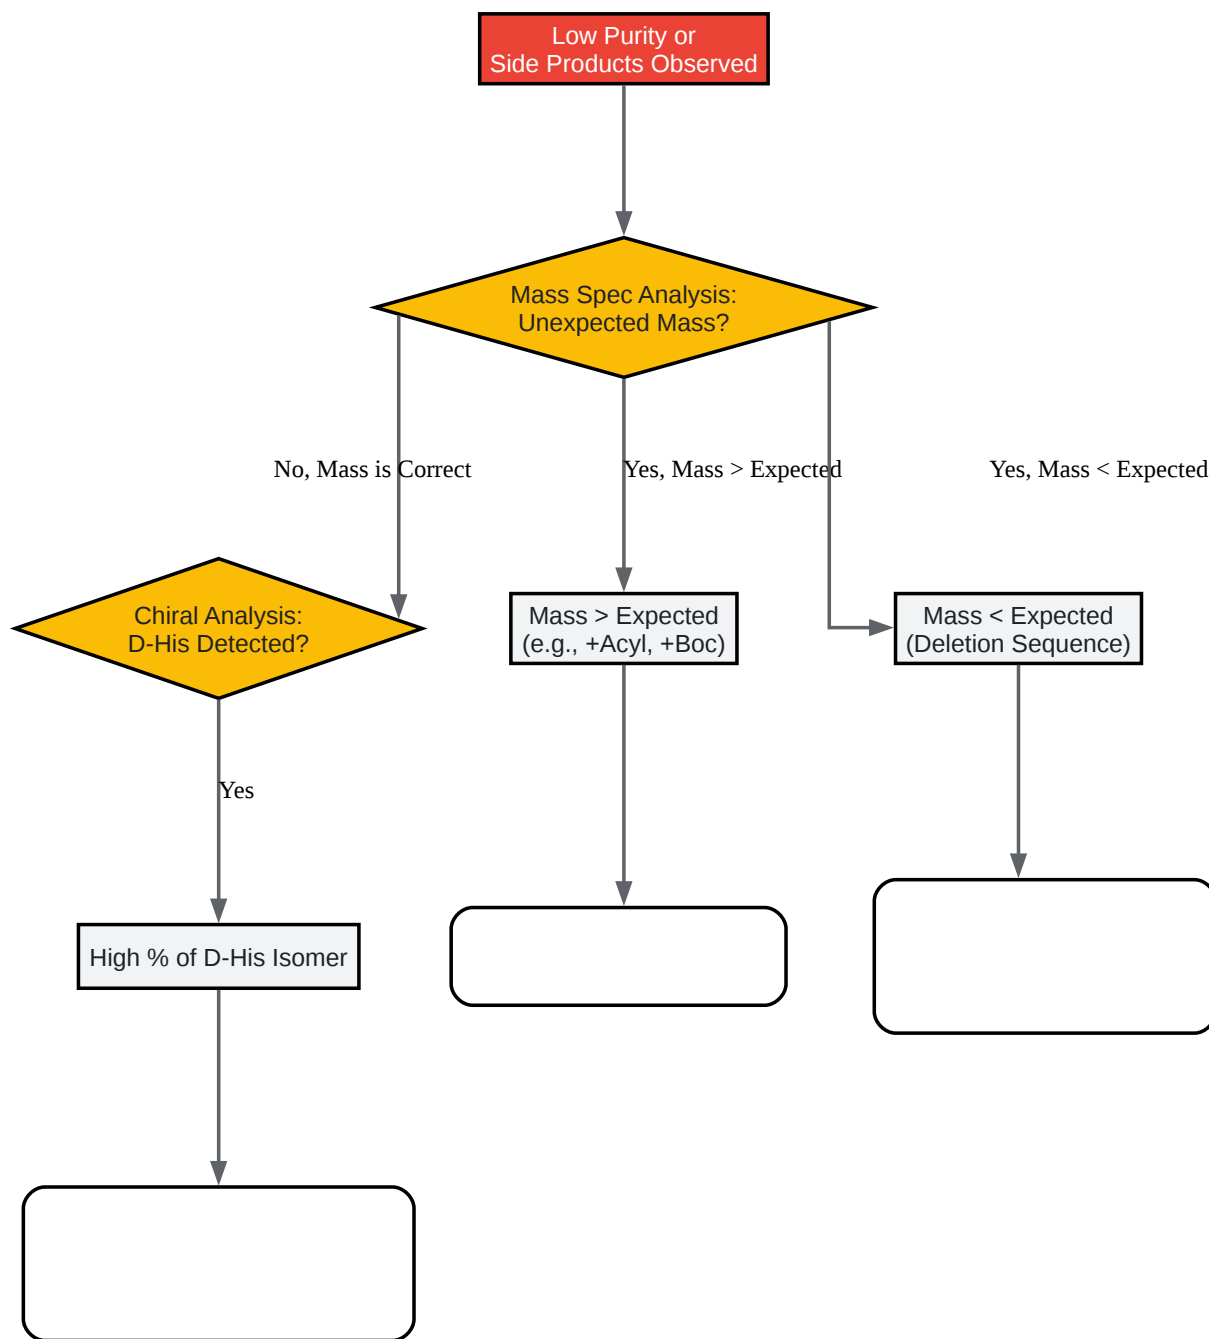 Low Purity or
Side Products Observed
Mass Spec Analysis:
Unexpected Mass?
No, Mass is Correct
Yes, Mass > Expected
Yes, Mass < Expected
Chiral Analysis:
D-His Detected?
Mass > Expected
(e.g., +Acyl, +Boc)
Mass < Expected
(Deletion Sequence)
Yes
High % of D-His Isomer